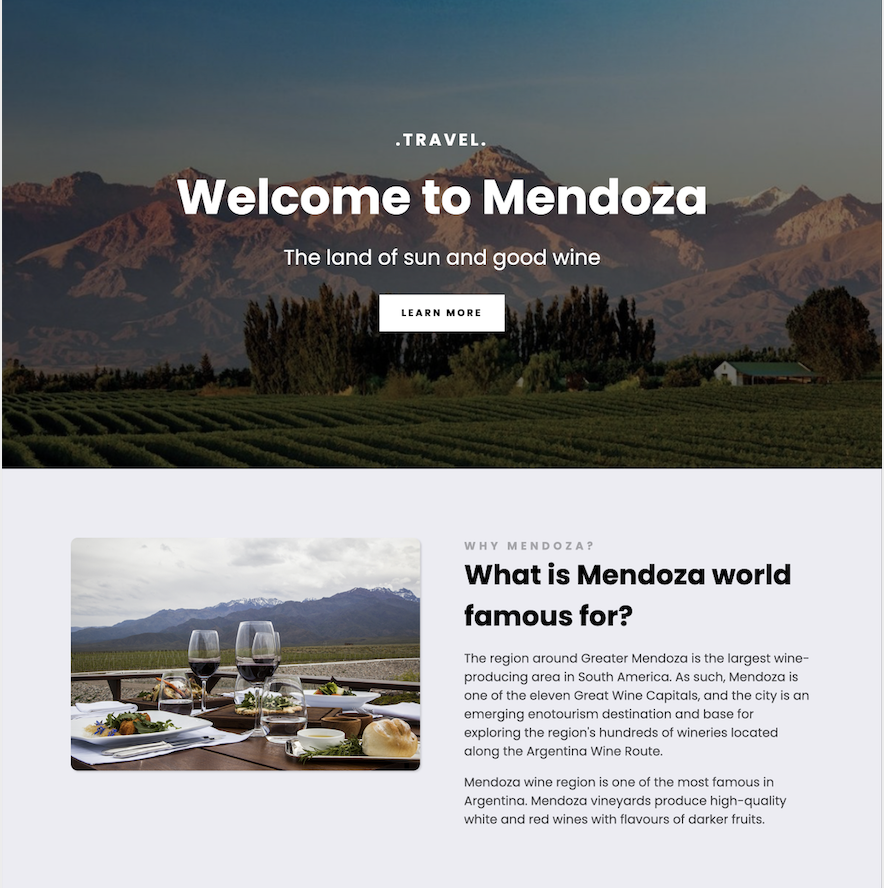 .TRAVEL.
Welcome to Mendoza
The land of sun and good wine
LEARN MORE
WHY MENDOZA?
What is Mendoza world
famous for?
The region around Greater Mendoza is the largest wine-
producing area in South America. As such, Mendoza is
one of the eleven Great Wine Capitals, and the city is an
emerging enotourism destination and base for
exploring the region's hundreds of wineries located
along the Argentina Wine Route.
Mendoza wine region is one of the most famous in
Argentina. Mendoza vineyards produce high-quality
white and red wines with flavours of darker fruits.